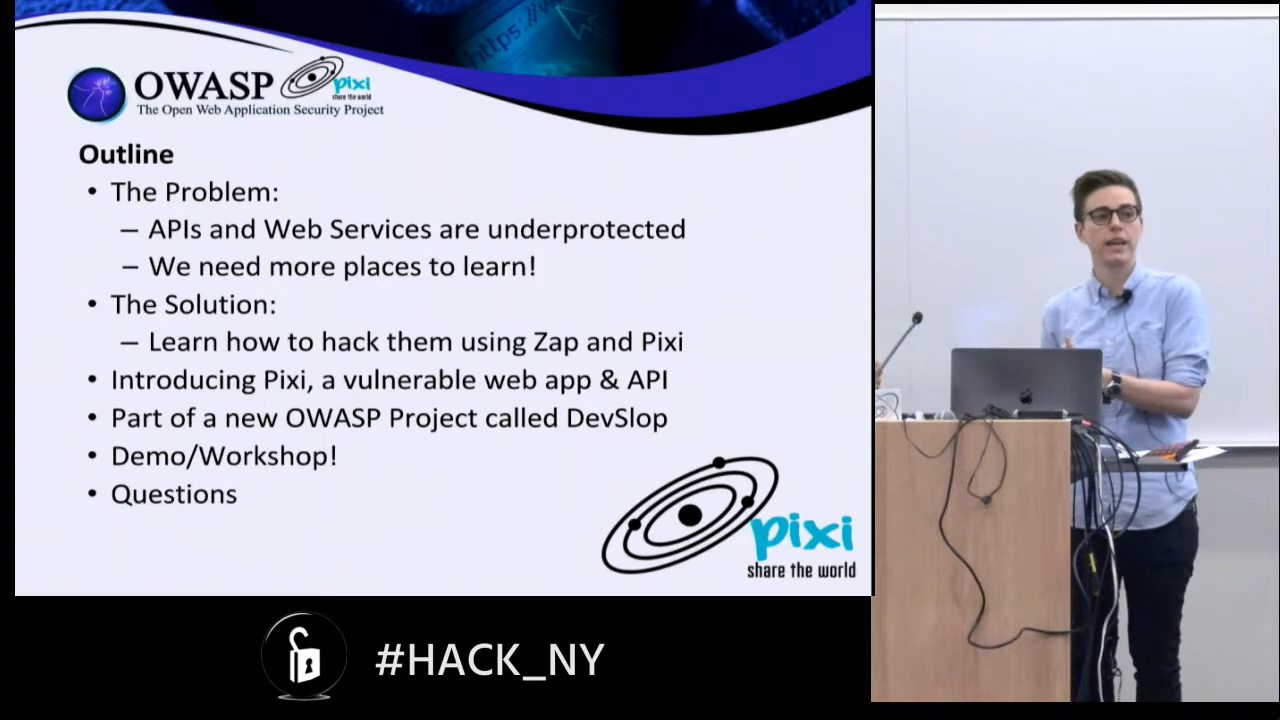 https://w
OWASP
pixi
share the world
The Open Web Application Security Project
Outline
• The Problem:
– APIs and Web Services are underprotected
– We need more places to learn!
• The Solution:
– Learn how to hack them using Zap and Pixi
• Introducing Pixi, a vulnerable web app & API
• Part of a new OWASP Project called DevSlop
• Demo/Workshop!
• Questions
pixi
share the world
#HACK_NY